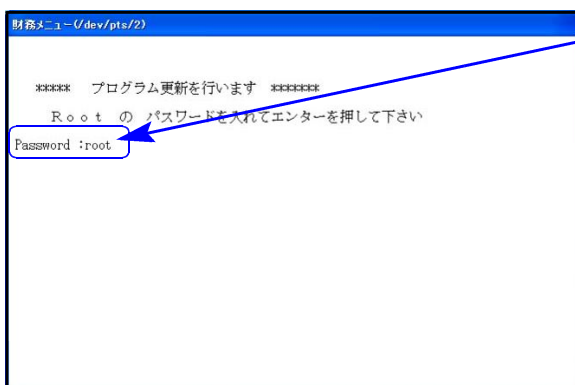 財務メニュー(/dev/pts/2)
***** プログラム更新を行います *******
Root の パスワードを入れてエンターを押して下さい
Password :root